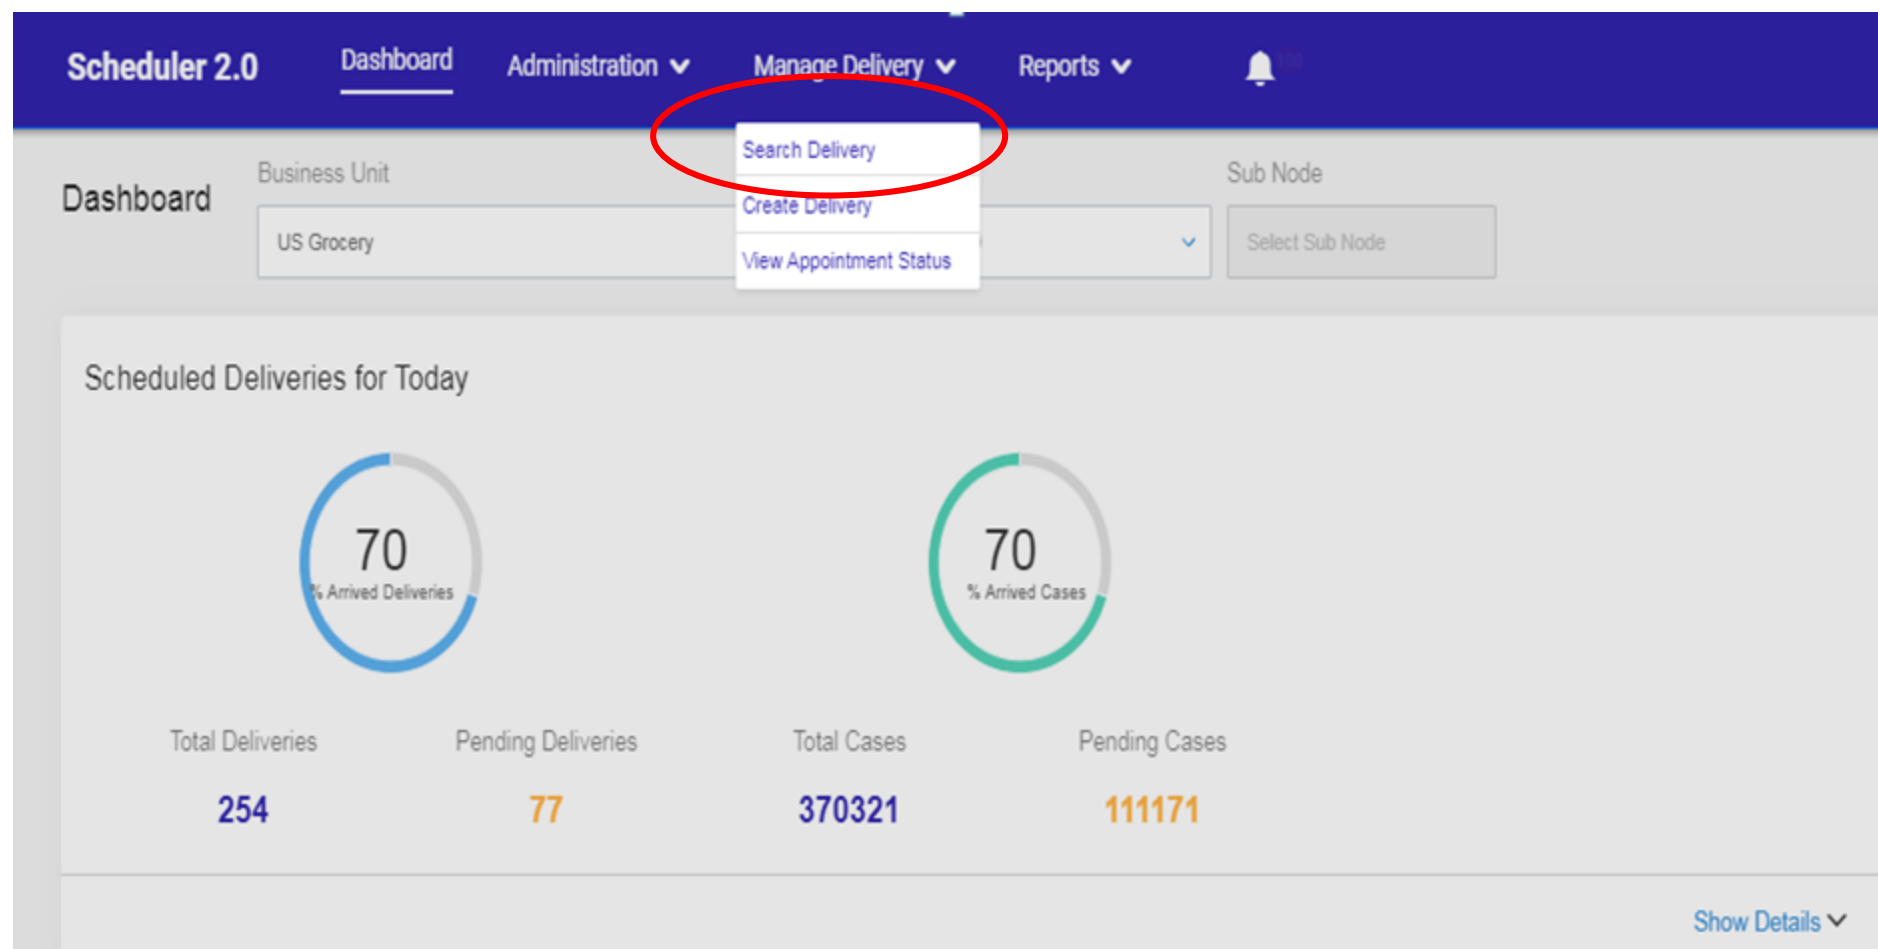 Scheduler 2.0 Dashboard Administration Manage Delivery Reports
Search Delivery
Create Delivery
View Appointment Status
Dashboard
Business Unit
US Grocery
Sub Node
Select Sub Node
Scheduled Deliveries for Today
70
% Arrived Deliveries
70
% Arrived Cases
Total Deliveries Pending Deliveries Total Cases Pending Cases
254 77 370321 111171
Show Details